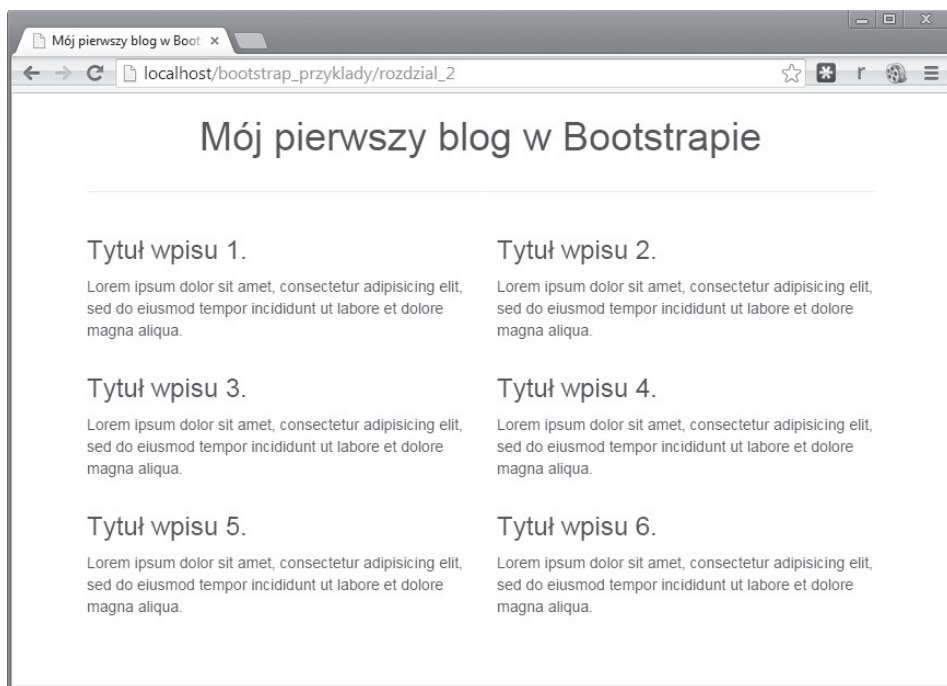 Mój pierwszy blog w Boot
localhost/bootstrap_przyklady/rozdzial_2
r
Mój pierwszy blog w Bootstrapie
Tytuł wpisu 1.
Lorem ipsum dolor sit amet, consectetur adipisicing elit,
sed do eiusmod tempor incididunt ut labore et dolore
magna aliqua.
Tytuł wpisu 2.
Lorem ipsum dolor sit amet, consectetur adipisicing elit,
sed do eiusmod tempor incididunt ut labore et dolore
magna aliqua.
Tytuł wpisu 3.
Lorem ipsum dolor sit amet, consectetur adipisicing elit,
sed do eiusmod tempor incididunt ut labore et dolore
magna aliqua.
Tytuł wpisu 4.
Lorem ipsum dolor sit amet, consectetur adipisicing elit,
sed do eiusmod tempor incididunt ut labore et dolore
magna aliqua.
Tytuł wpisu 5.
Lorem ipsum dolor sit amet, consectetur adipisicing elit,
sed do eiusmod tempor incididunt ut labore et dolore
magna aliqua.
Tytuł wpisu 6.
Lorem ipsum dolor sit amet, consectetur adipisicing elit,
sed do eiusmod tempor incididunt ut labore et dolore
magna aliqua.